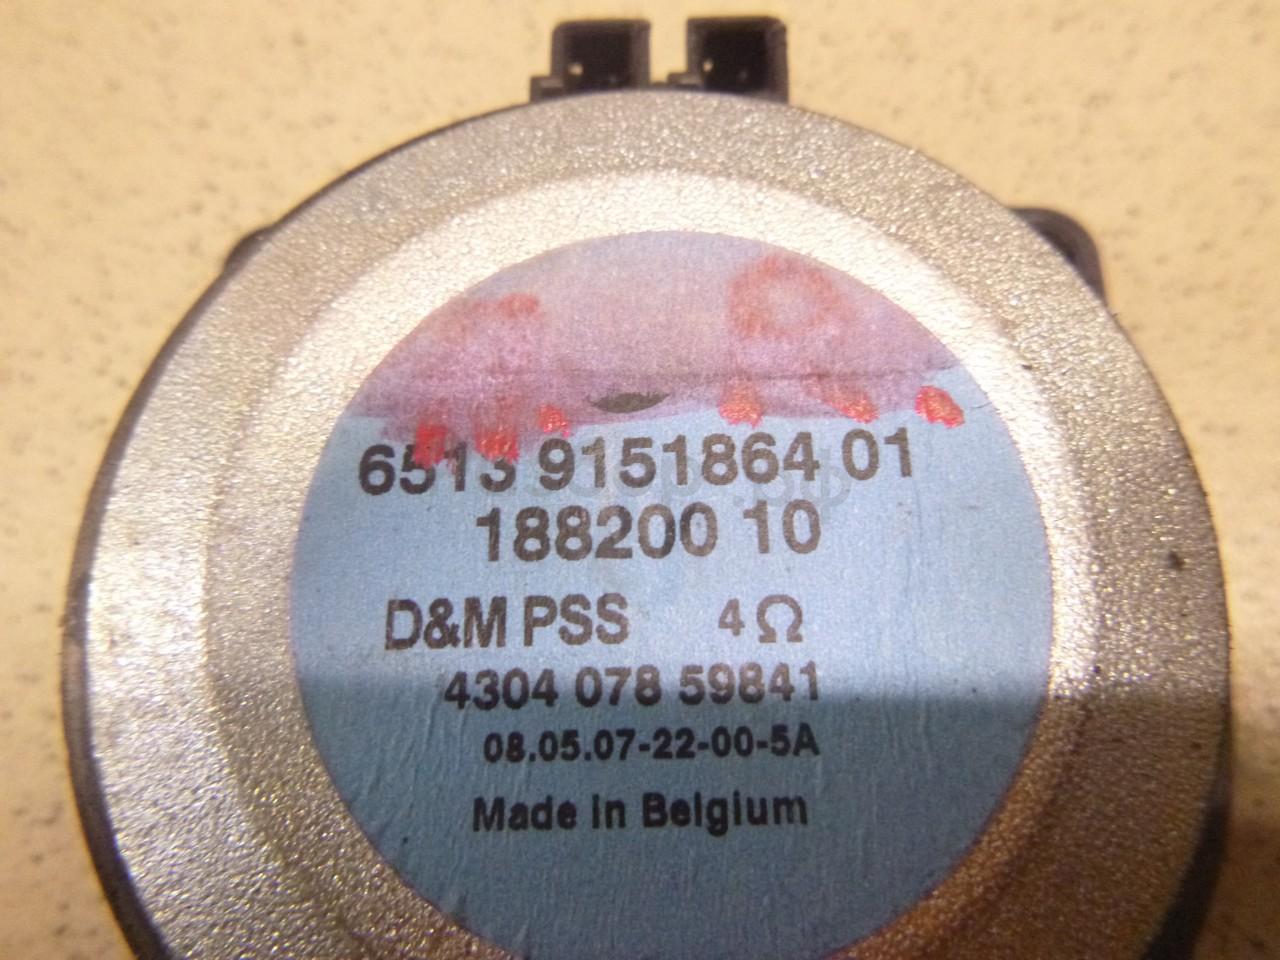 6513 9151864 01
188200 10
D&M PSS 4Ω
4304 078 59841
08.05.07-22-00-5A
Made in Belgium